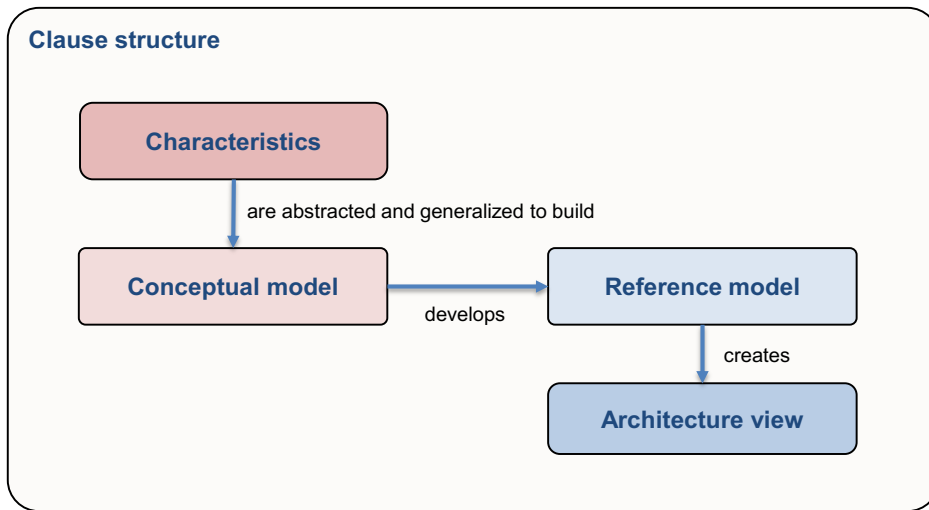 Clause structure
Characteristics
are abstracted and generalized to build
Conceptual model
develops
Reference model
creates
Architecture view